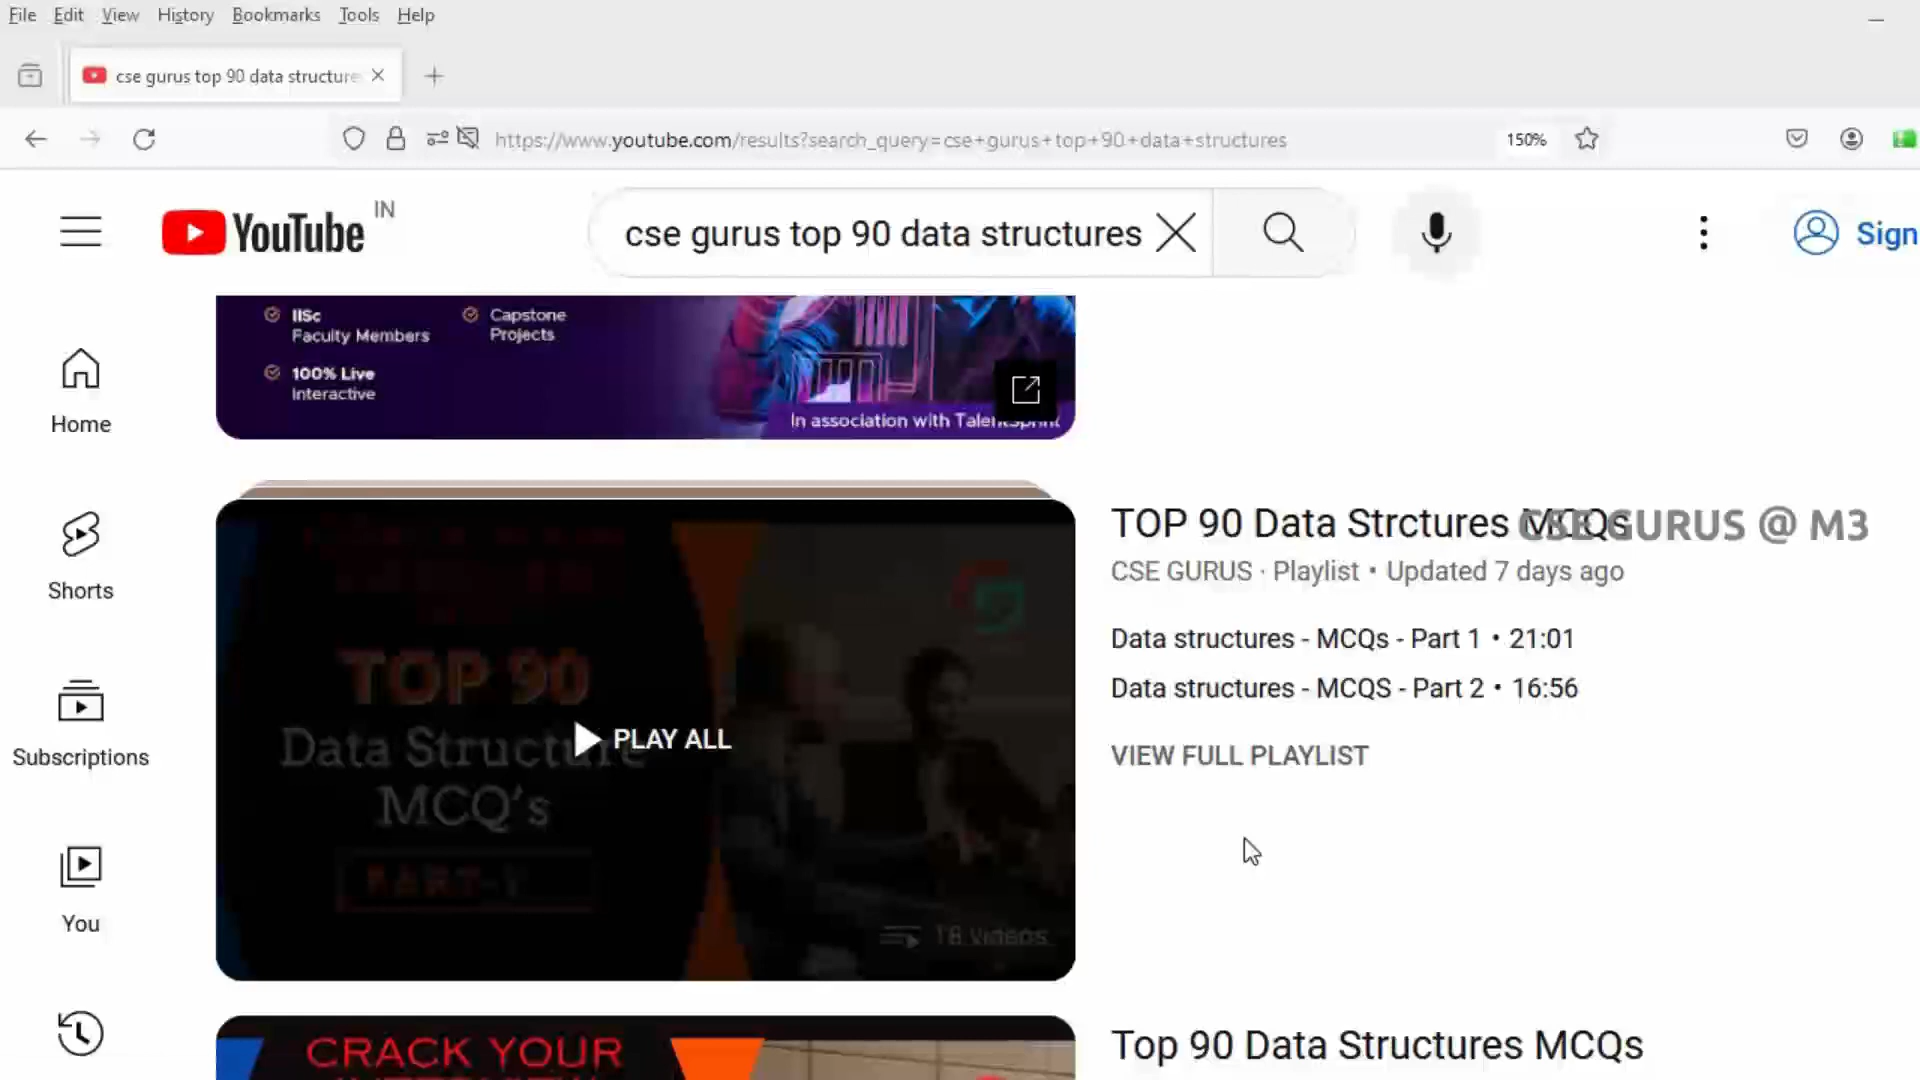 File Edit View History Bookmarks Tools Help
cse gurus top 90 data structure
https://www.youtube.com/results?search_query=cse+gurus+top+90+data+structures
150%
YouTube IN
cse gurus top 90 data structures
Sign
IISc
Faculty Members
Capstone
Projects
100% Live
Interactive
In association with TalentSprint
Home
Shorts
Subscriptions
You
TOP 90
Data Structure
MCQ's
PART-1
PLAY ALL
18 videos
TOP 90 Data Strctures MCQs
CSE GURUS @ M3
CSE GURUS · Playlist • Updated 7 days ago
Data structures - MCQs - Part 1 • 21:01
Data structures - MCQS - Part 2 • 16:56
VIEW FULL PLAYLIST
CRACK YOUR
Top 90 Data Structures MCQs